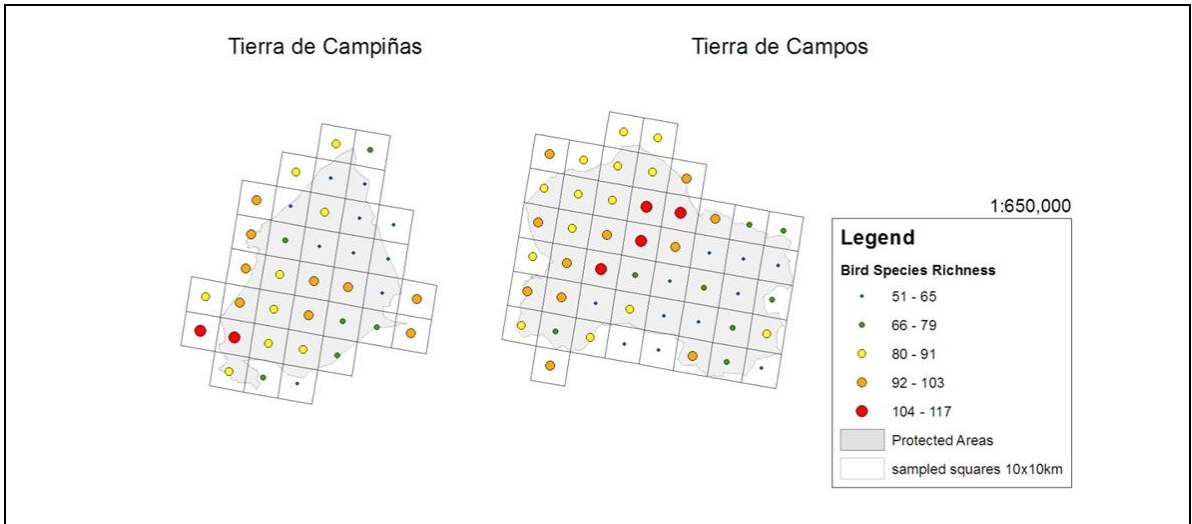 Tierra de Campiñas
Tierra de Campos
1:650,000
Legend
Bird Species Richness
51 - 65
66 - 79
80 - 91
92 - 103
104 - 117
Protected Areas
sampled squares 10x10km